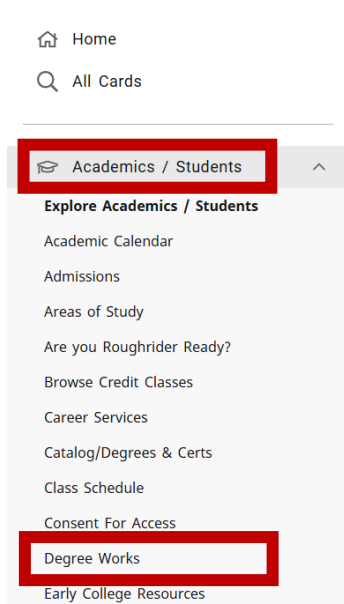 Home
All Cards
Academics / Students
Explore Academics / Students
Academic Calendar
Admissions
Areas of Study
Are you Roughrider Ready?
Browse Credit Classes
Career Services
Catalog/Degrees & Certs
Class Schedule
Consent For Access
Degree Works
Early College Resources